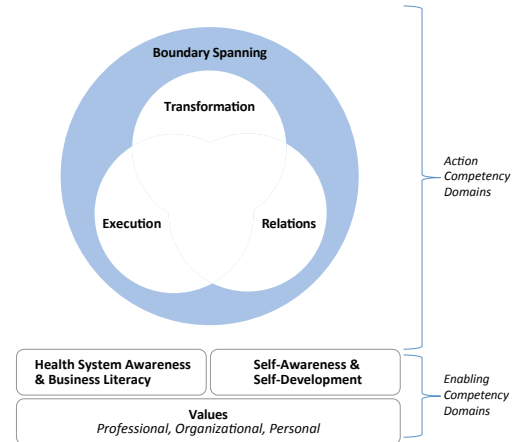 Boundary Spanning
Transformation
Execution
Relations
Action
Competency
Domains
Health System Awareness
& Business Literacy
Self-Awareness &
Self-Development
Enabling
Competency
Domains
Values
Professional, Organizational, Personal